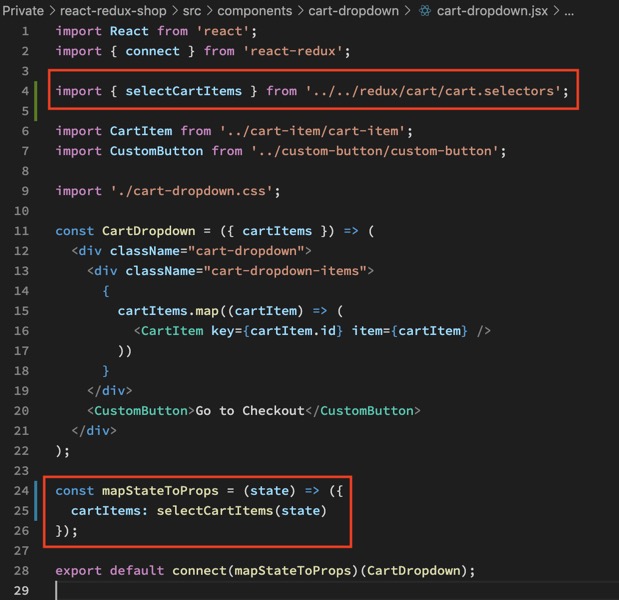 Private > react-redux-shop > src > components > cart-dropdown > cart-dropdown.jsx > ...
1 import React from 'react';
2 import { connect } from 'react-redux';
3
4 import { selectCartItems } from '../../redux/cart/cart.selectors';
5
6 import CartItem from '../cart-item/cart-item';
7 import CustomButton from '../custom-button/custom-button';
8
9 import './cart-dropdown.css';
10
11 const CartDropdown = ({ cartItems }) => (
12   <div className="cart-dropdown">
13     <div className="cart-dropdown-items">
14       {
15         cartItems.map((cartItem) => (
16           <CartItem key={cartItem.id} item={cartItem} />
17         ))
18       }
19     </div>
20     <CustomButton>Go to Checkout</CustomButton>
21   </div>
22 );
23
24 const mapStateToProps = (state) => ({
25   cartItems: selectCartItems(state)
26 });
27
28 export default connect(mapStateToProps)(CartDropdown);
29